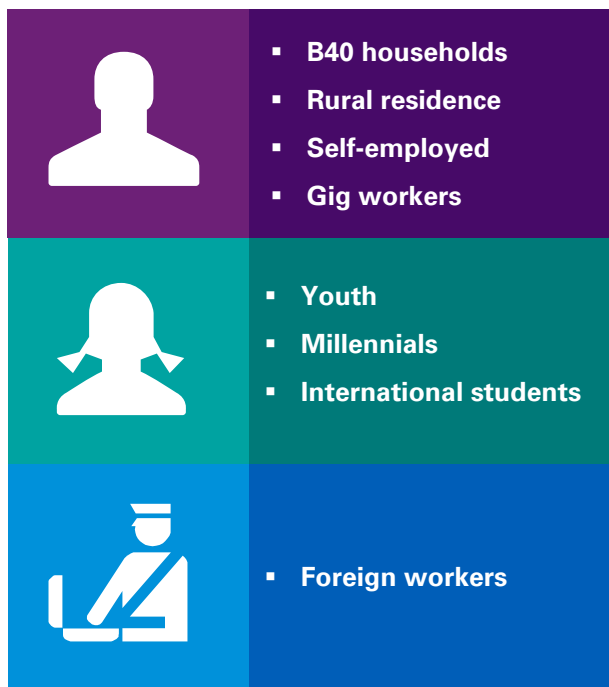 ▪ B40 households
▪ Rural residence
▪ Self-employed
▪ Gig workers
▪ Youth
▪ Millennials
▪ International students
▪ Foreign workers